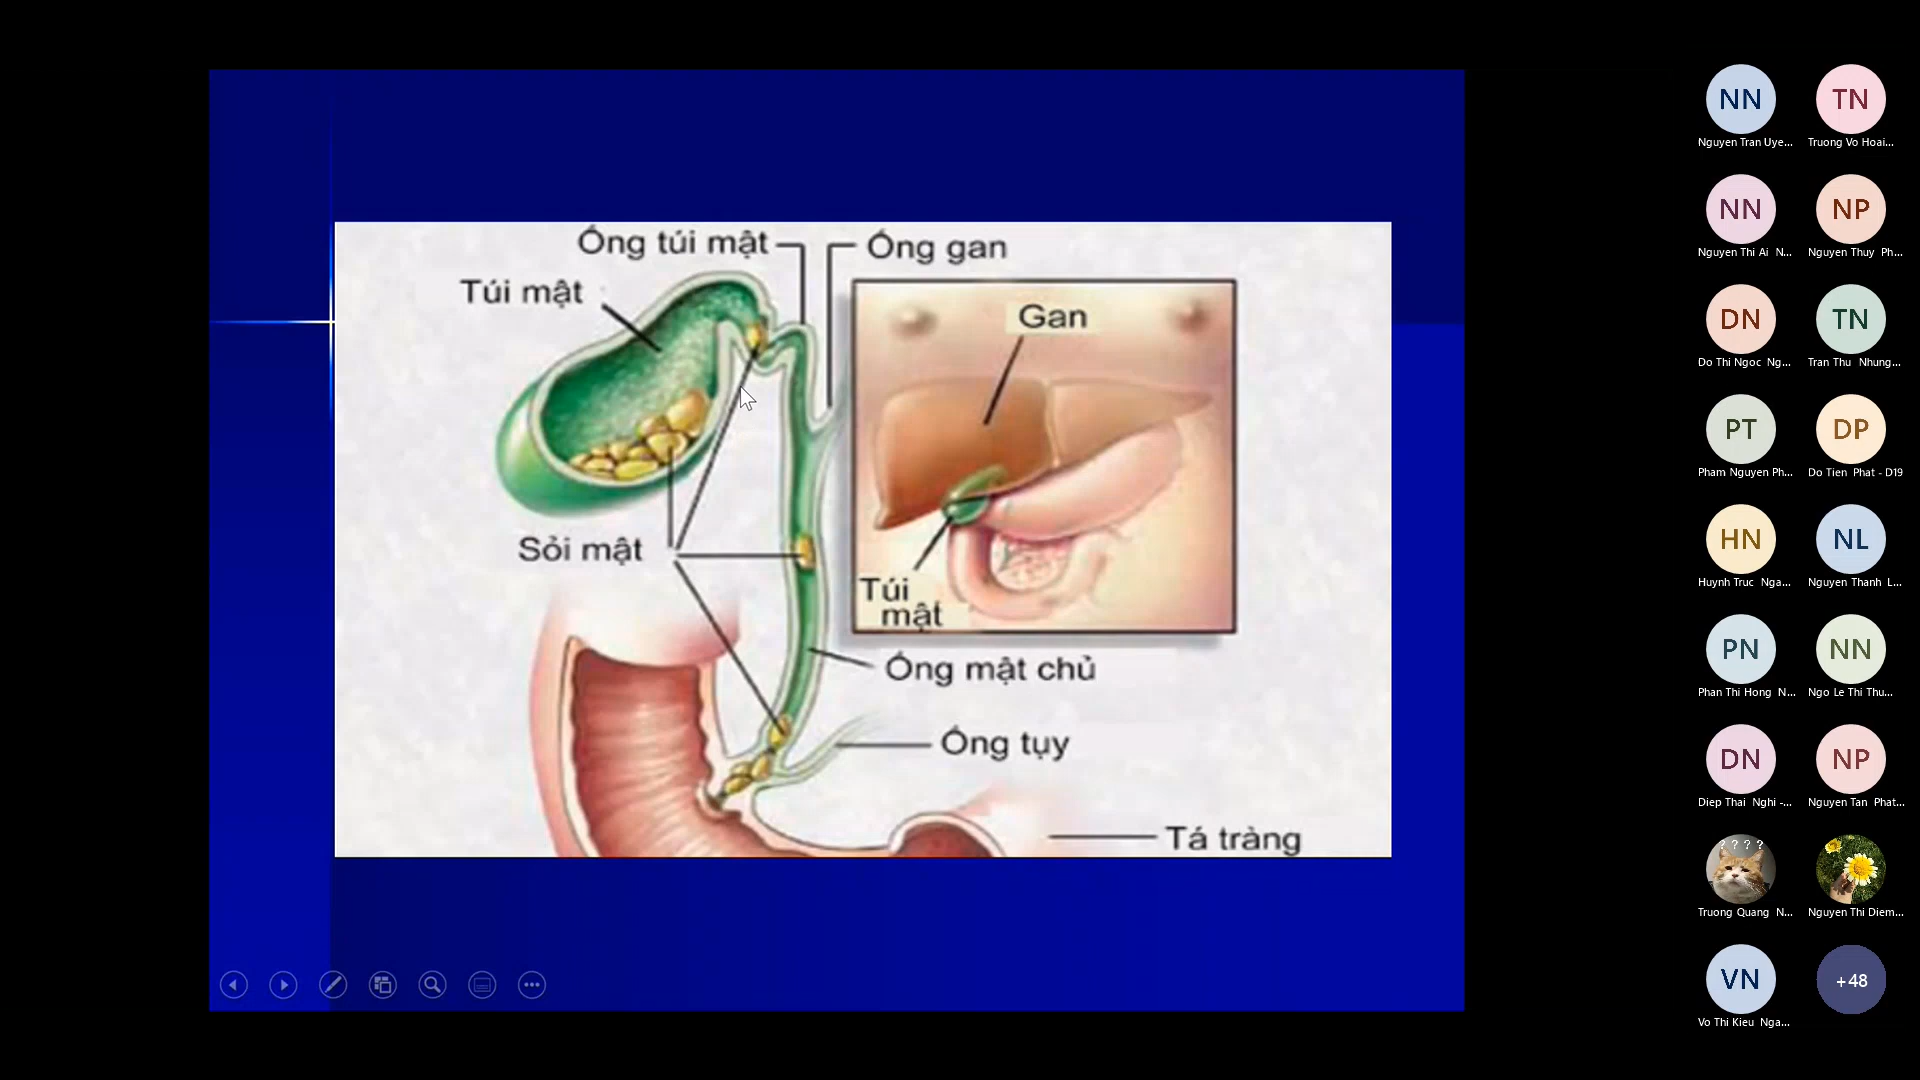 Ống túi mật
Ống gan
Túi mật
Gan
Sỏi mật
Túi
mật
Ống mật chủ
Ống tụy
Tá tràng
NN
Nguyen Tran Uye...
TN
Truong Vo Hoai...
NN
Nguyen Thi Ai N...
NP
Nguyen Thuy Ph...
DN
Do Thi Ngoc Ng...
TN
Tran Thu Nhung...
PT
Pham Nguyen Ph...
DP
Do Tien Phat - D19
HN
Huynh Truc Nga...
NL
Nguyen Thanh L...
PN
Phan Thi Hong N...
NN
Ngo Le Thi Thu...
DN
Diep Thai Nghi -...
NP
Nguyen Tan Phat...
? ? ? ?
Truong Quang N...
Nguyen Thi Diem...
VN
Vo Thi Kieu Nga...
+48